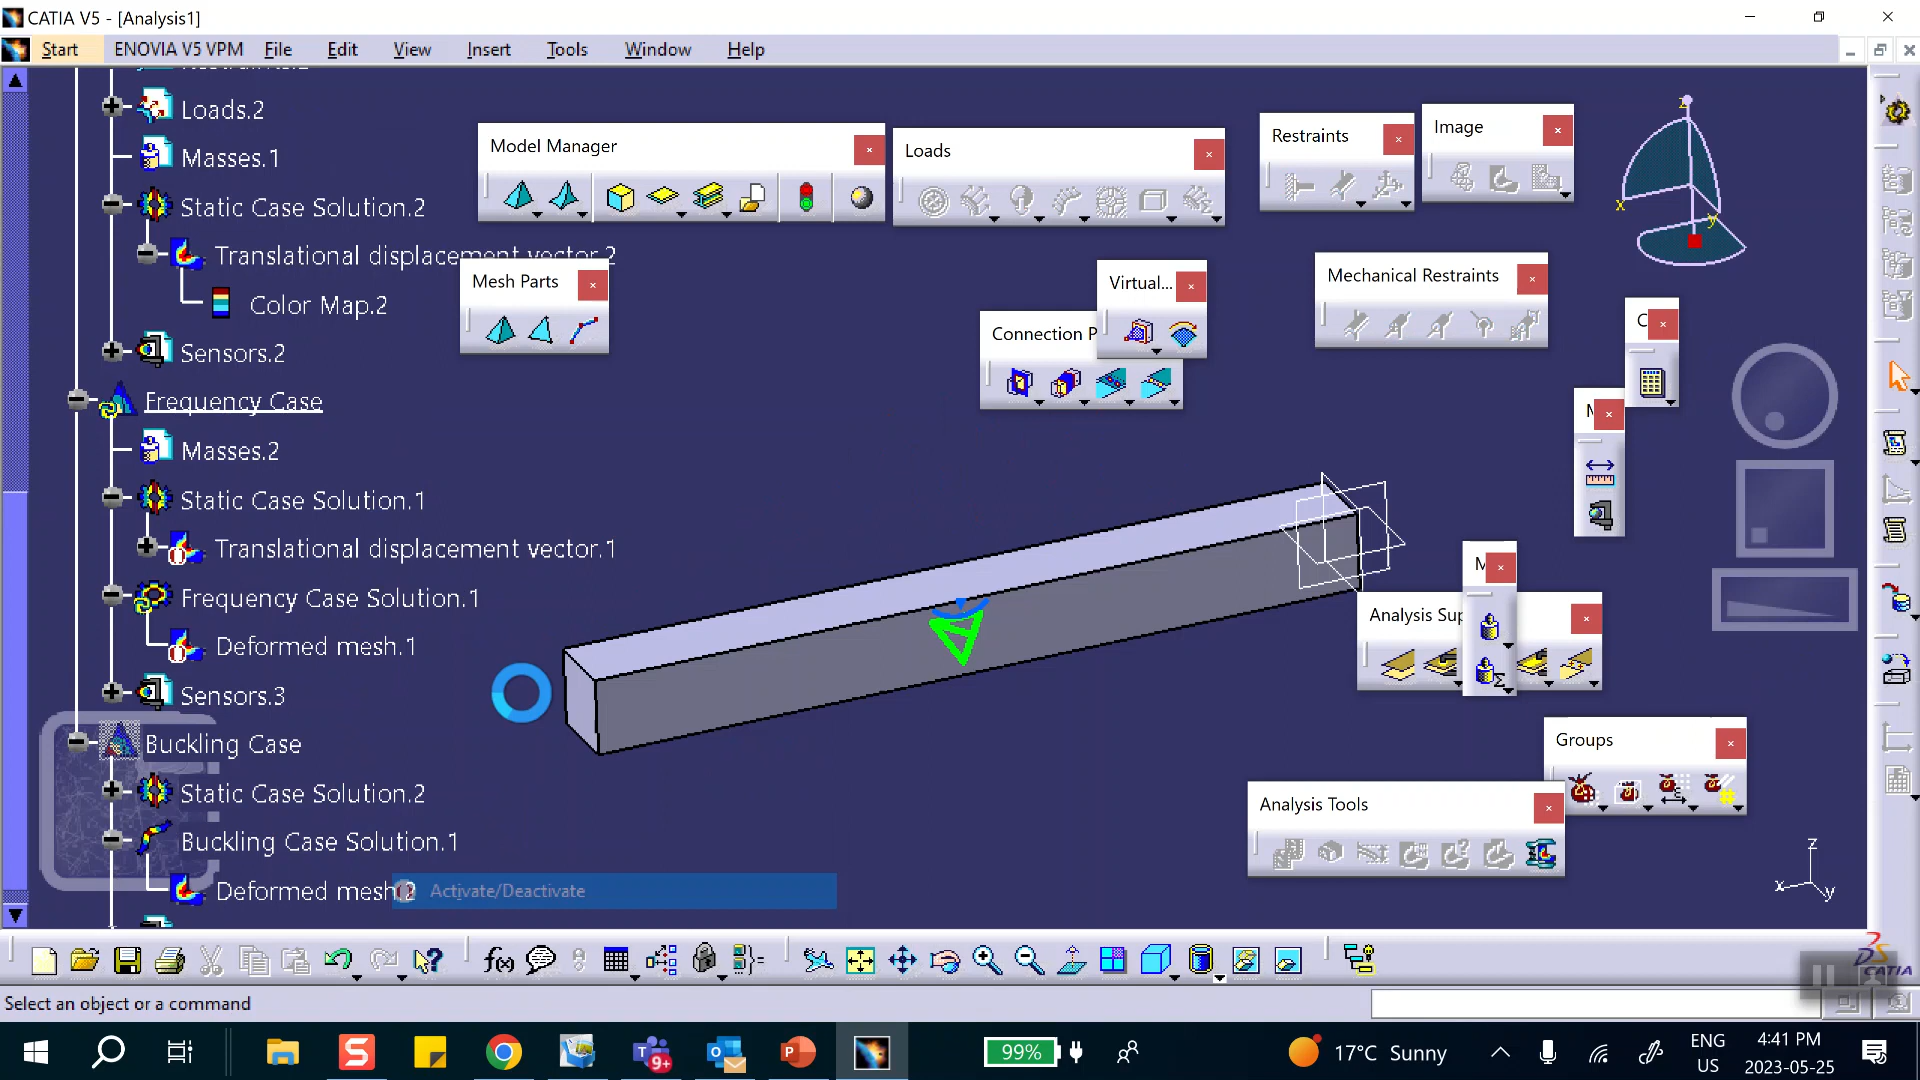 CATIA V5 - [Analysis1]
Start ENOVIA V5 VPM File Edit View Insert Tools Window Help
Loads.2
Masses.1
Static Case Solution.2
Translational displacement vector.2
Color Map.2
Sensors.2
Frequency Case
Masses.2
Static Case Solution.1
Translational displacement vector.1
Frequency Case Solution.1
Deformed mesh.1
Sensors.3
Buckling Case
Static Case Solution.2
Buckling Case Solution.1
Deformed mesh.2
Activate/Deactivate
Model Manager
Loads
Restraints
Image
Mesh Parts
Virtual...
Connection P
Mechanical Restraints
C
M
M
Analysis Sup
Groups
Analysis Tools
z
x
y
z
x
y
f(x)
CATIA
Select an object or a command
9+
99%
17°C Sunny
ENG
US
4:41 PM
2023-05-25